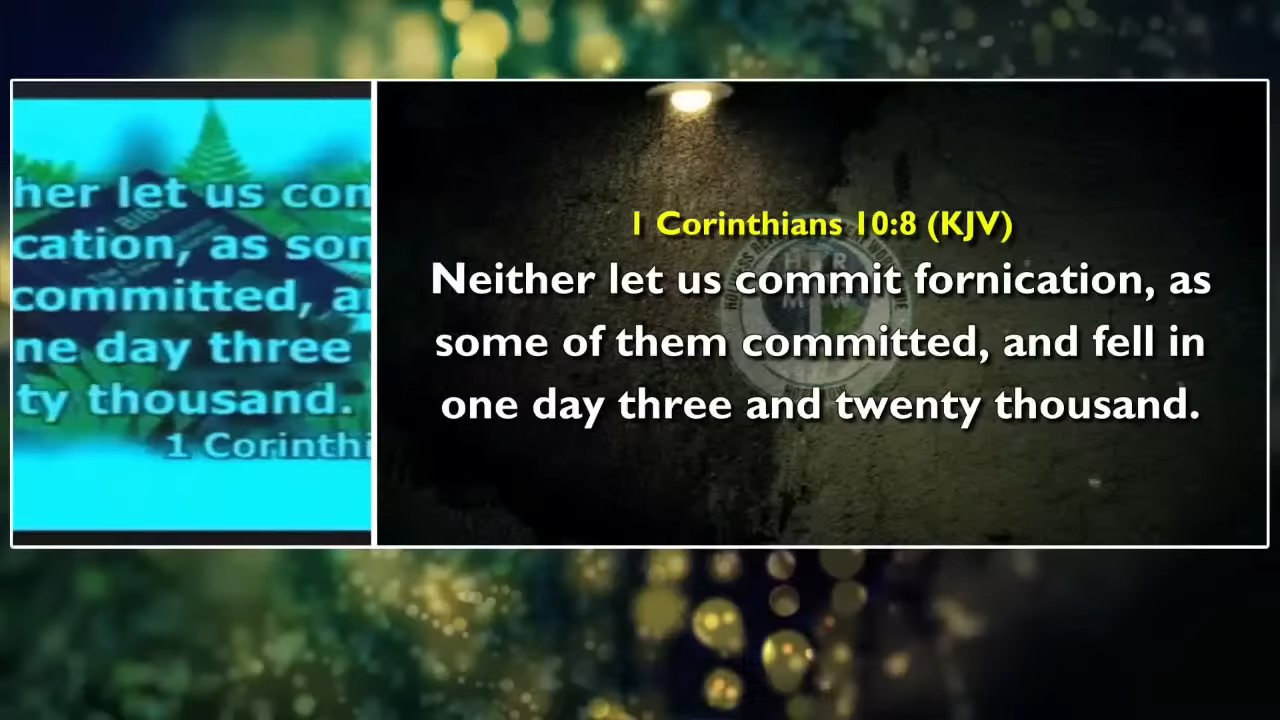 her let us con
cation, as son
committed, a
ne day three
ty thousand.
1 Corinthi
1 Corinthians 10:8 (KJV)
Neither let us commit fornication, as
some of them committed, and fell in
one day three and twenty thousand.